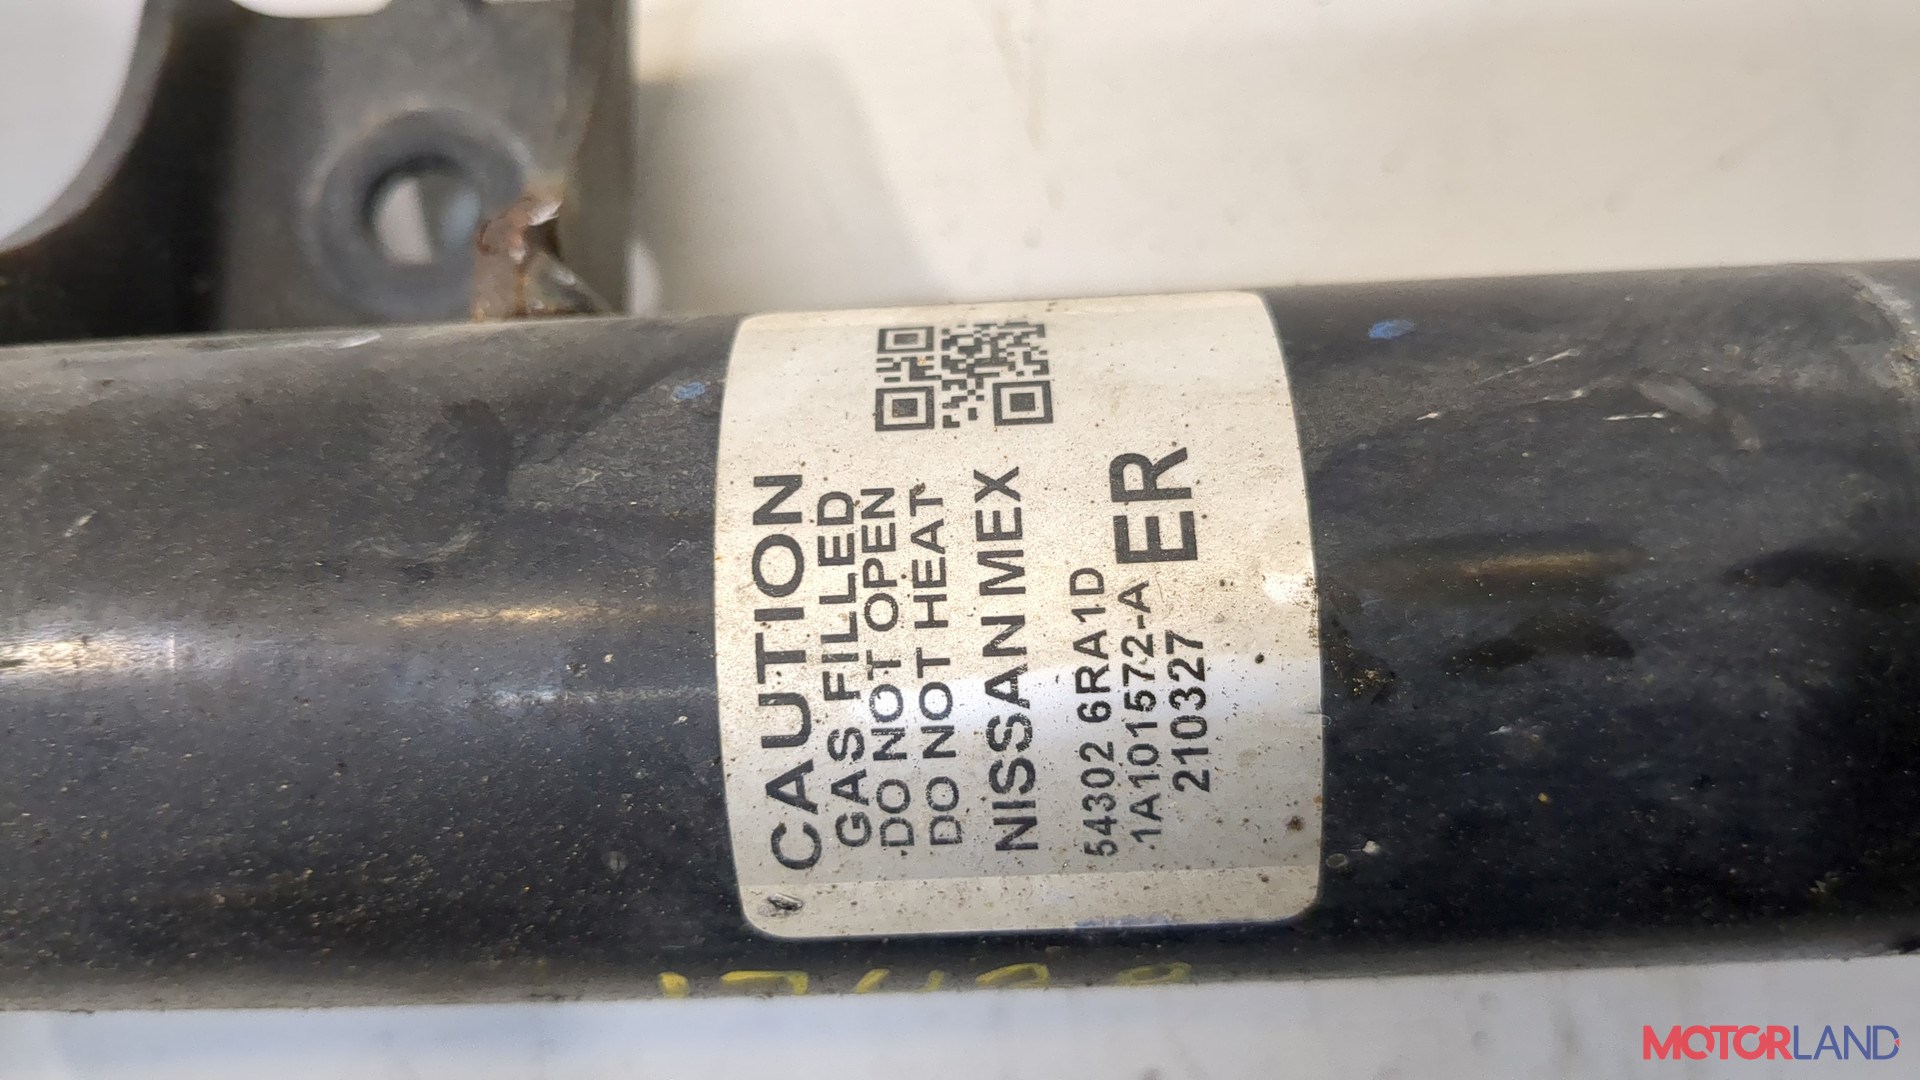 CAUTION
GAS FILLED
DO NOT OPEN
DO NOT HEAT
NISSAN MEX
54302 6RA1D
1A101572-A
210327
ER
MOTORLAND